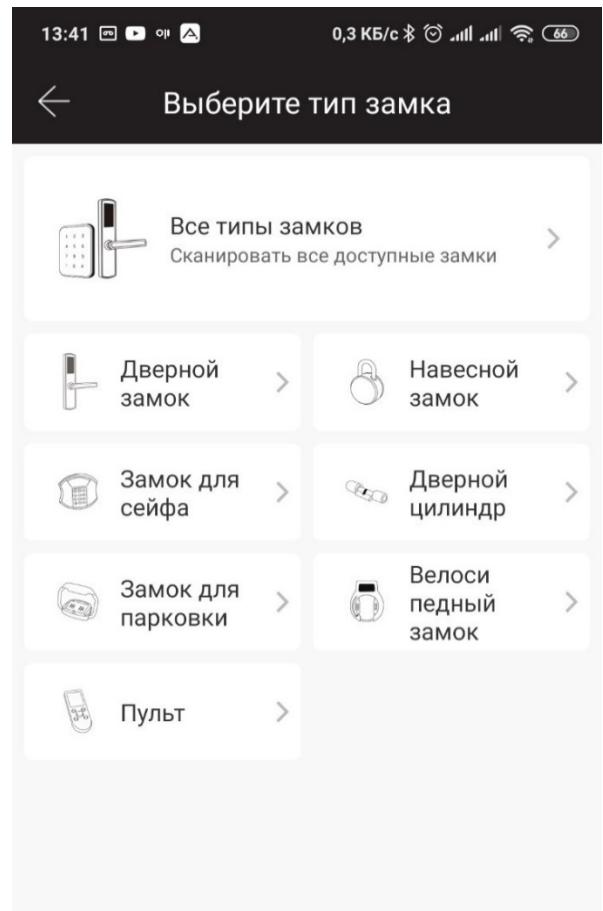 13:41
0,3 КБ/с
66
Выберите тип замка
Все типы замков
Сканировать все доступные замки
Дверной
замок
Навесной
замок
Замок для
сейфа
Дверной
цилиндр
Замок для
парковки
Велоси
педный
замок
Пульт